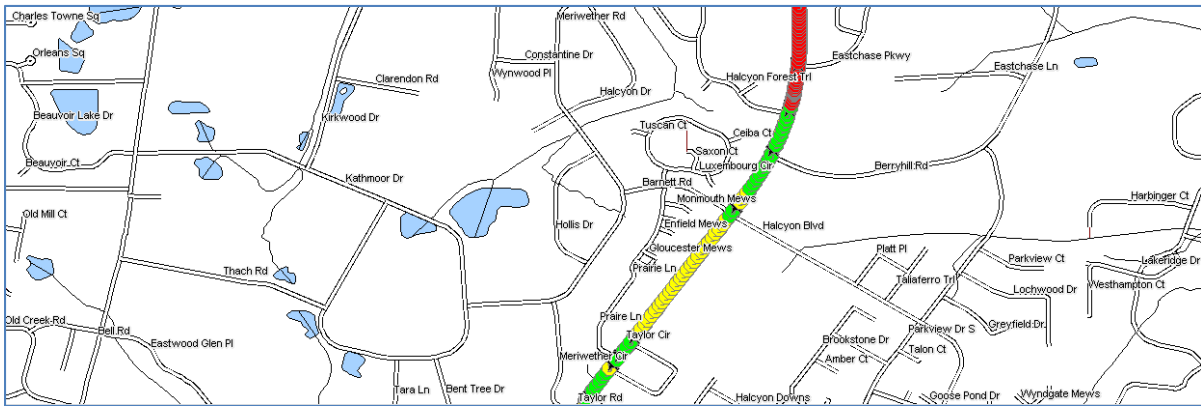 Charles Towne Sq
Meriwether Rd
Orleans Sq
Constantine Dr
Eastchase Pkwy
Eastchase Ln
Wynwood Pl
Clarendon Rd
Halcyon Forest Trl
Halcyon Dr
Beauvoir Lake Dr
Kirkwood Dr
Tuscan Ct
Ceiba Ct
Saxon Ct
Beauvoir Ct
Luxembourg Cir
Berryhill Rd
Kathmoor Dr
Barnett Rd
Monmouth Mews
Harbinger Ct
Old Mill Ct
Hollis Dr
Enfield Mews
Halcyon Blvd
Gloucester Mews
Platt Pl
Thach Rd
Prairie Ln
Parkview Ct
Lakeridge Dr
Taliaferro Trl
Westhampton Ct
Lochwood Dr
Prairie Ln
Old Creek Rd
Bell Rd
Taylor Cir
Parkview Dr S
Greyfield Dr
Eastwood Glen Pl
Brookstone Dr
Meriwether Cir
Amber Ct
Talon Ct
Tara Ln
Bent Tree Dr
Taylor Rd
Halcyon Downs
Goose Pond Dr
Wyndgate Mews